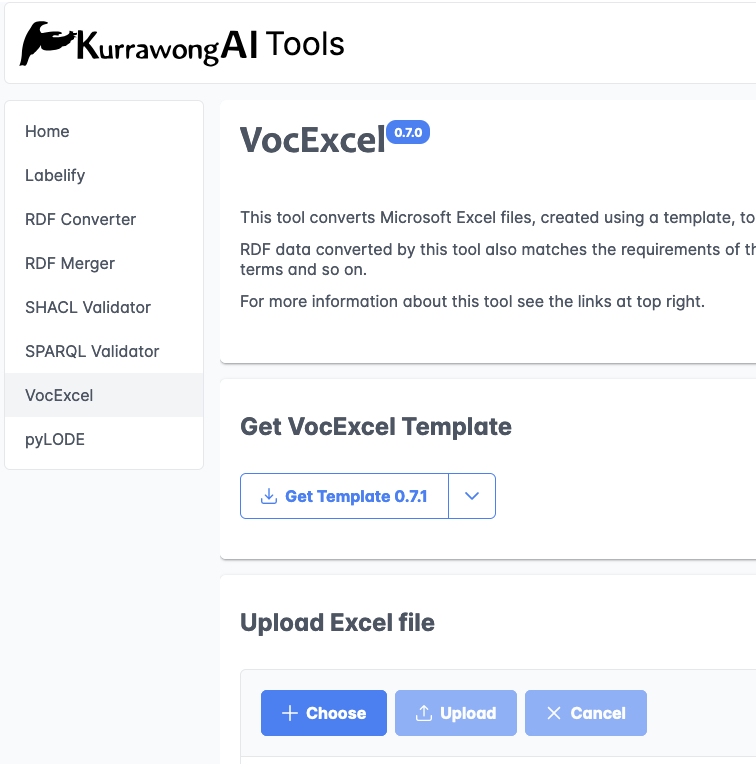 KurrawongAI Tools
Home
Labelify
RDF Converter
RDF Merger
SHACL Validator
SPARQL Validator
VocExcel
pyLODE
VocExcel 0.7.0
This tool converts Microsoft Excel files, created using a template, to
RDF data converted by this tool also matches the requirements of
terms and so on.
For more information about this tool see the links at top right.
Get VocExcel Template
Get Template 0.7.1
Upload Excel file
Choose Upload Cancel